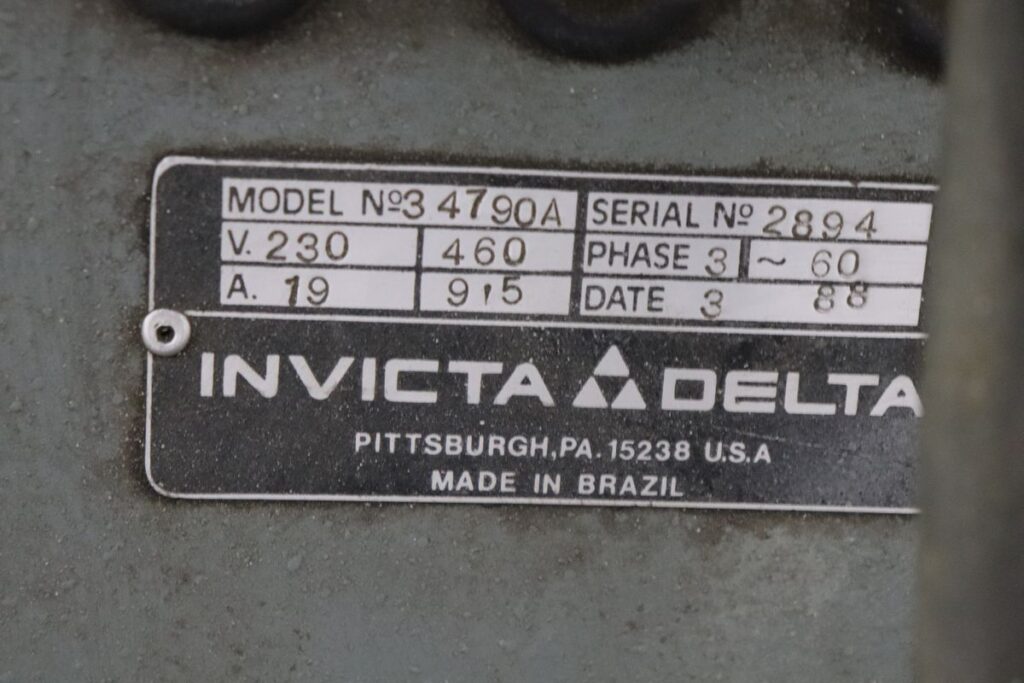 MODEL Nº 34790A SERIAL Nº 2894
V. 230 460 PHASE 3 ~ 60
A. 19 9,5 DATE 3 88
INVICTA DELTA
PITTSBURGH, PA. 15238 U.S.A
MADE IN BRAZIL